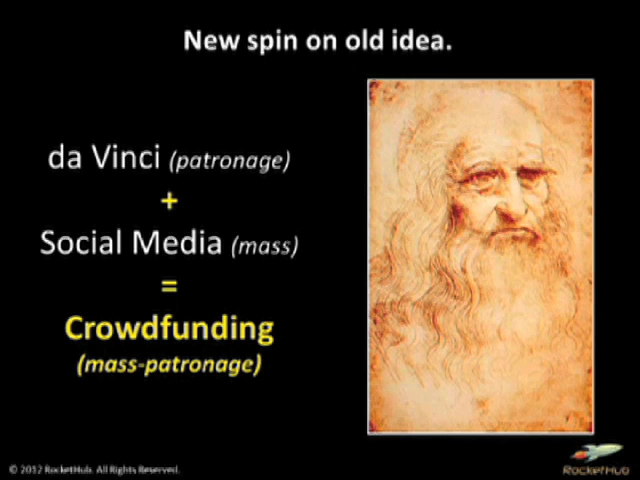 New spin on old idea.
da Vinci (patronage)
+
Social Media (mass)
=
Crowdfunding
(mass-patronage)
© 2012 RocketHub. All Rights Reserved.
ROCKETHUB